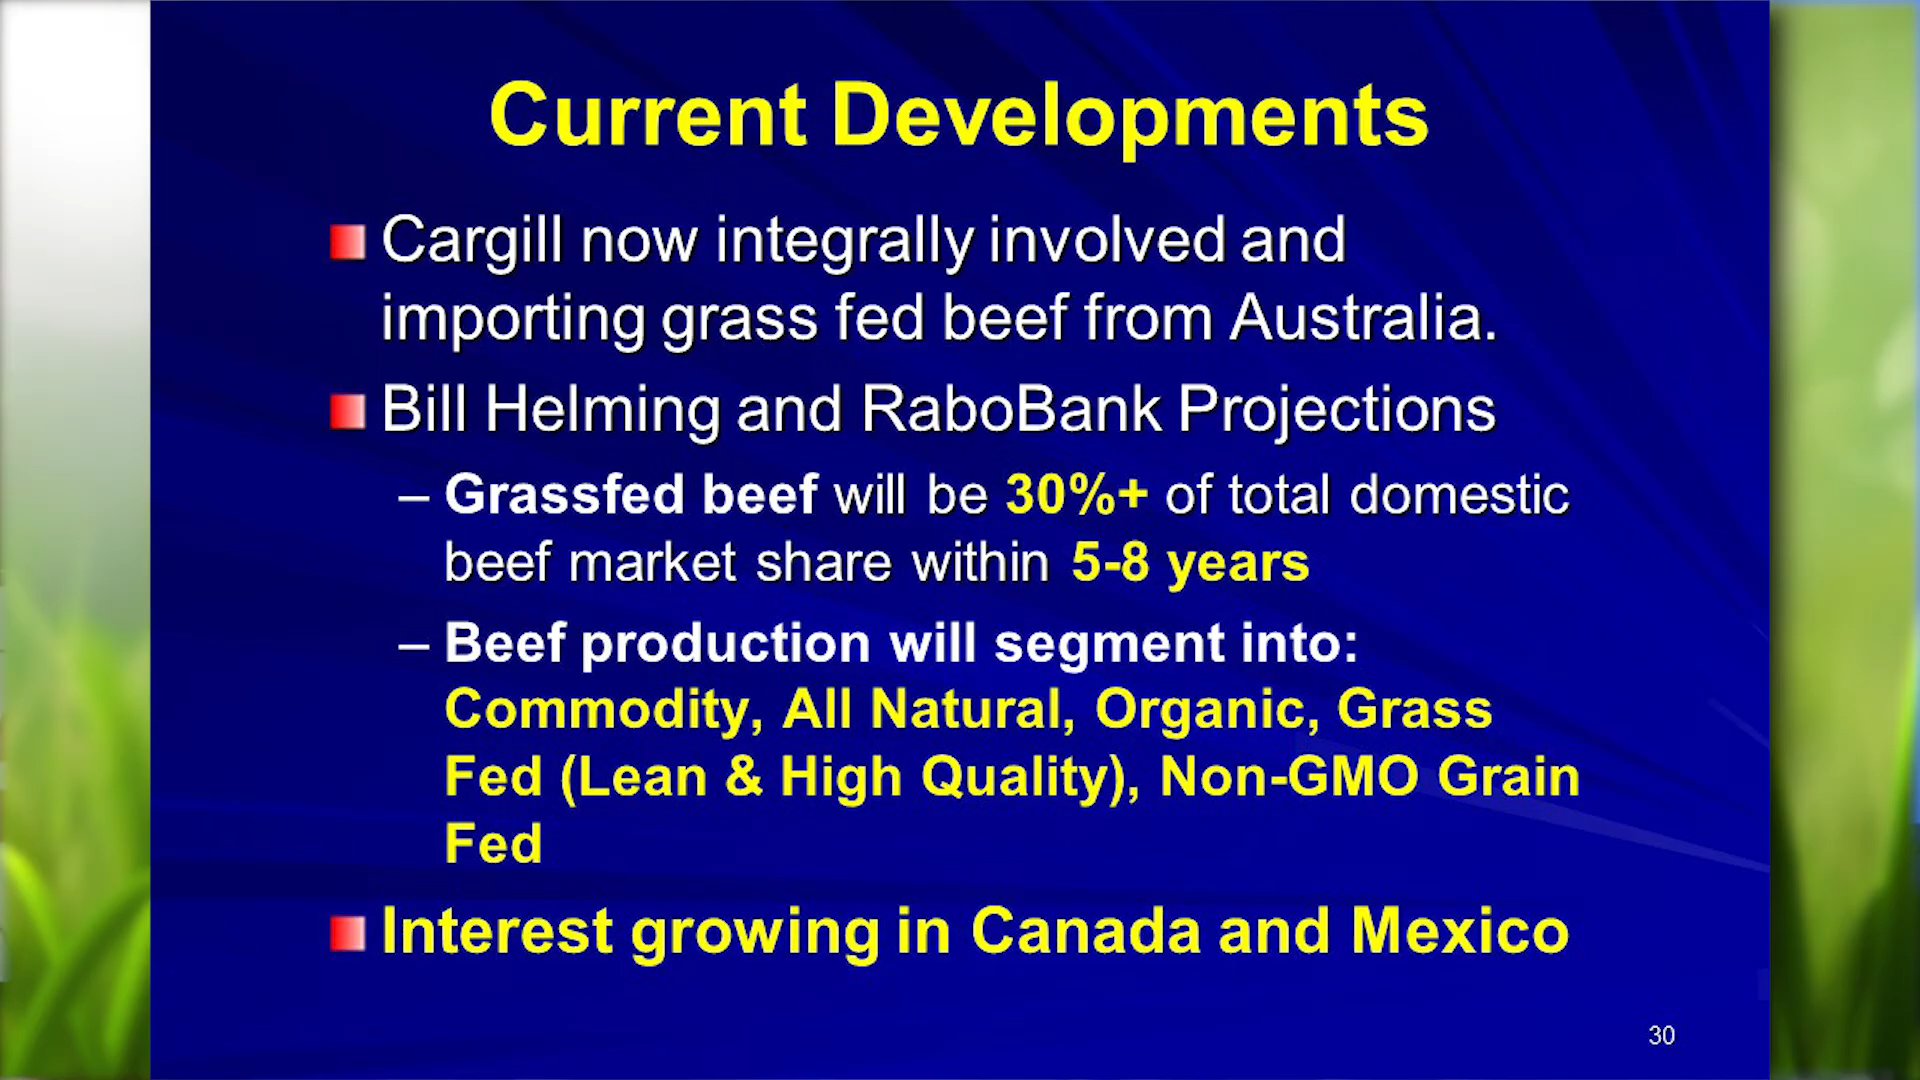 Current Developments
Cargill now integrally involved and
importing grass fed beef from Australia.
Bill Helming and RaboBank Projections
– Grassfed beef will be 30%+ of total domestic
beef market share within 5-8 years
– Beef production will segment into:
Commodity, All Natural, Organic, Grass
Fed (Lean & High Quality), Non-GMO Grain
Fed
Interest growing in Canada and Mexico
30